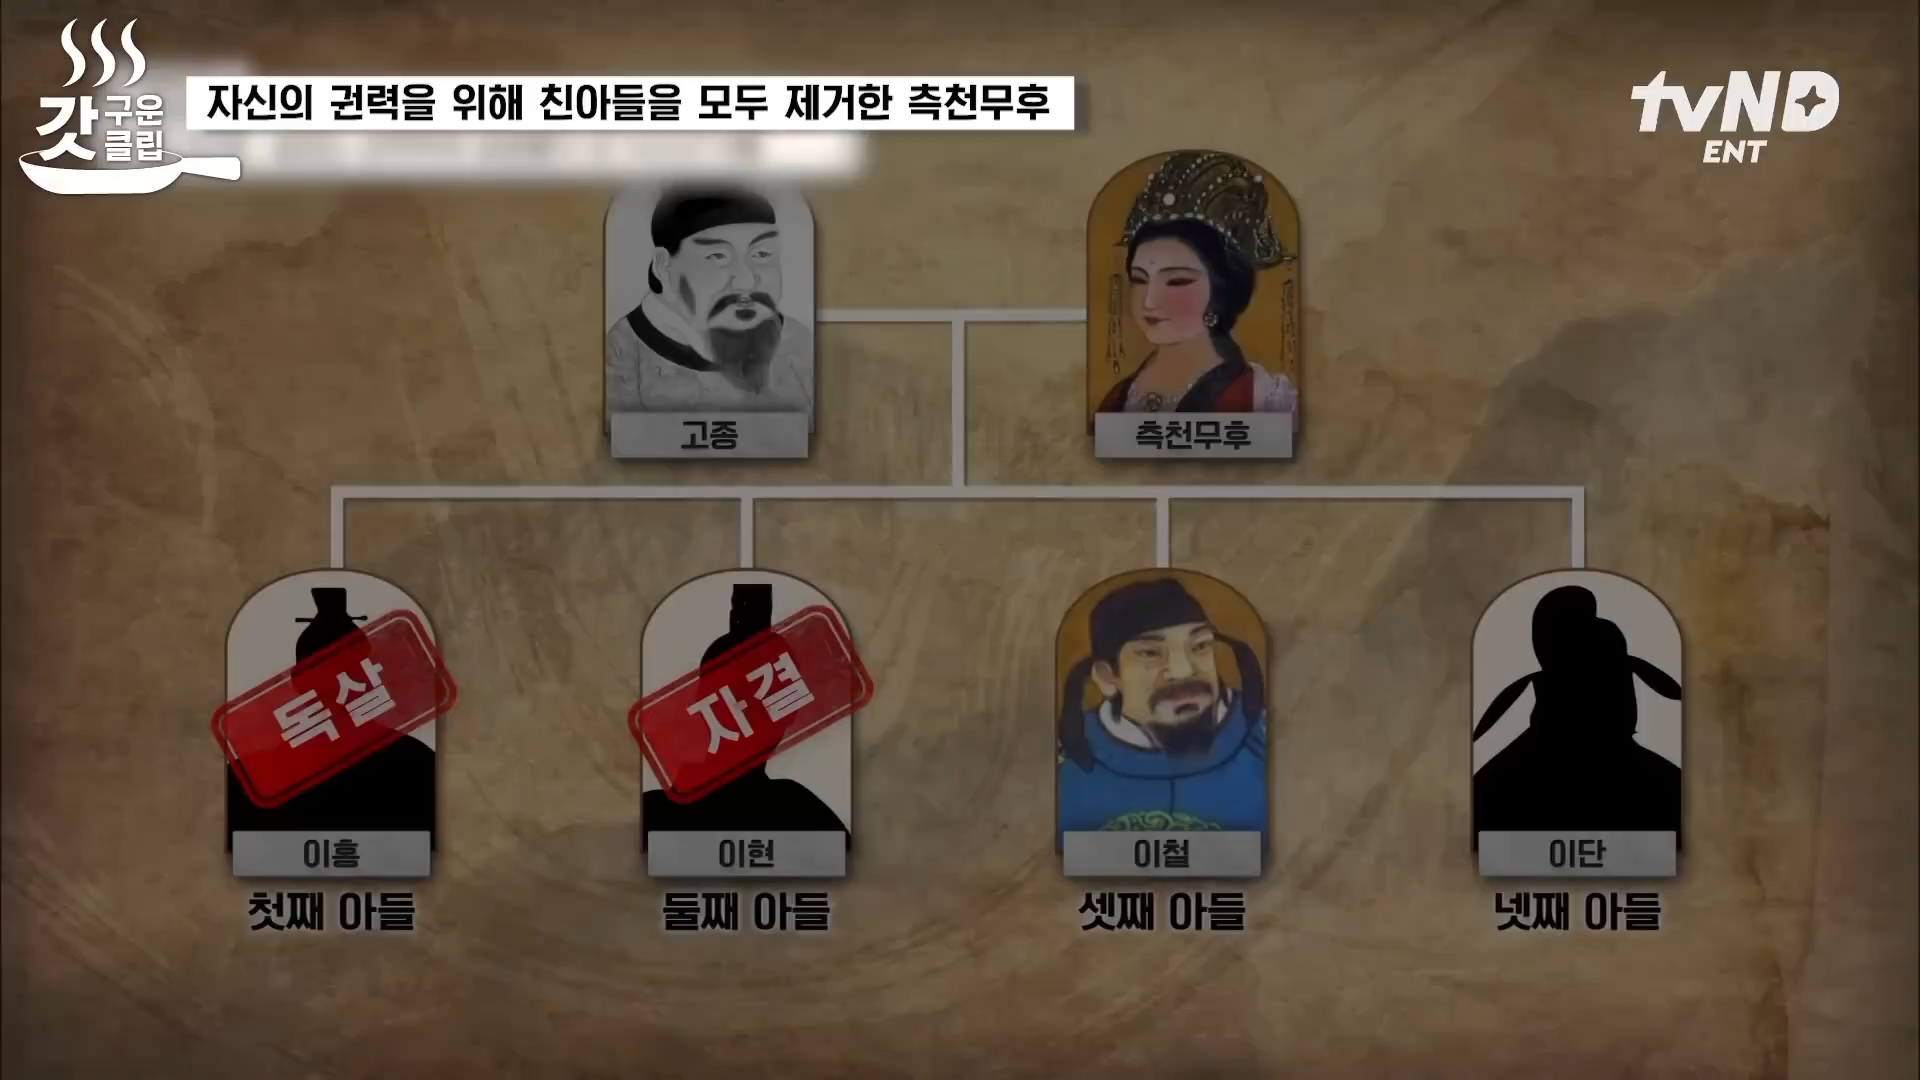 갓 구운 클립
자신의 권력을 위해 친아들을 모두 제거한 측천무후
tvND
ENT
고종
측천무후
독살
자결
이홍
이현
이철
이단
첫째 아들
둘째 아들
셋째 아들
넷째 아들